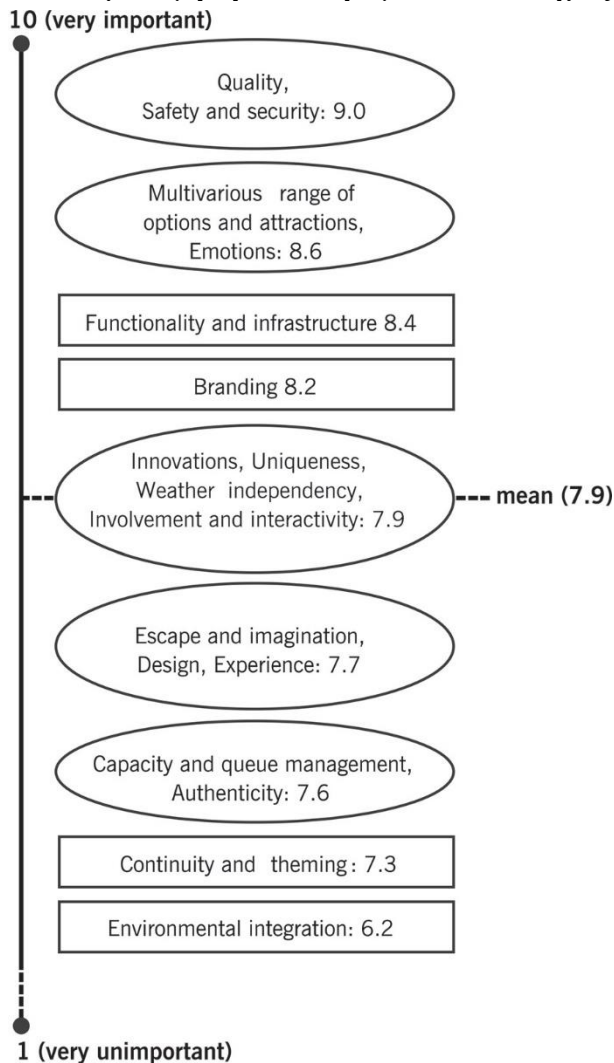 10 (very important)
Quality,
Safety and security: 9.0
Multivarious range of
options and attractions,
Emotions: 8.6
Functionality and infrastructure 8.4
Branding 8.2
Innovations, Uniqueness,
Weather independency,
Involvement and interactivity: 7.9
mean (7.9)
Escape and imagination,
Design, Experience: 7.7
Capacity and queue management,
Authenticity: 7.6
Continuity and theming: 7.3
Environmental integration: 6.2
1 (very unimportant)